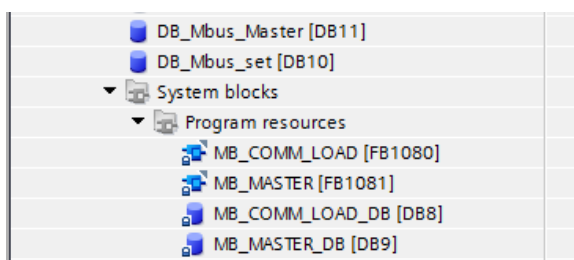 DB_Mbus_Master [DB11]
DB_Mbus_set [DB10]
System blocks
Program resources
MB_COMM_LOAD [FB1080]
MB_MASTER [FB1081]
MB_COMM_LOAD_DB [DB8]
MB_MASTER_DB [DB9]